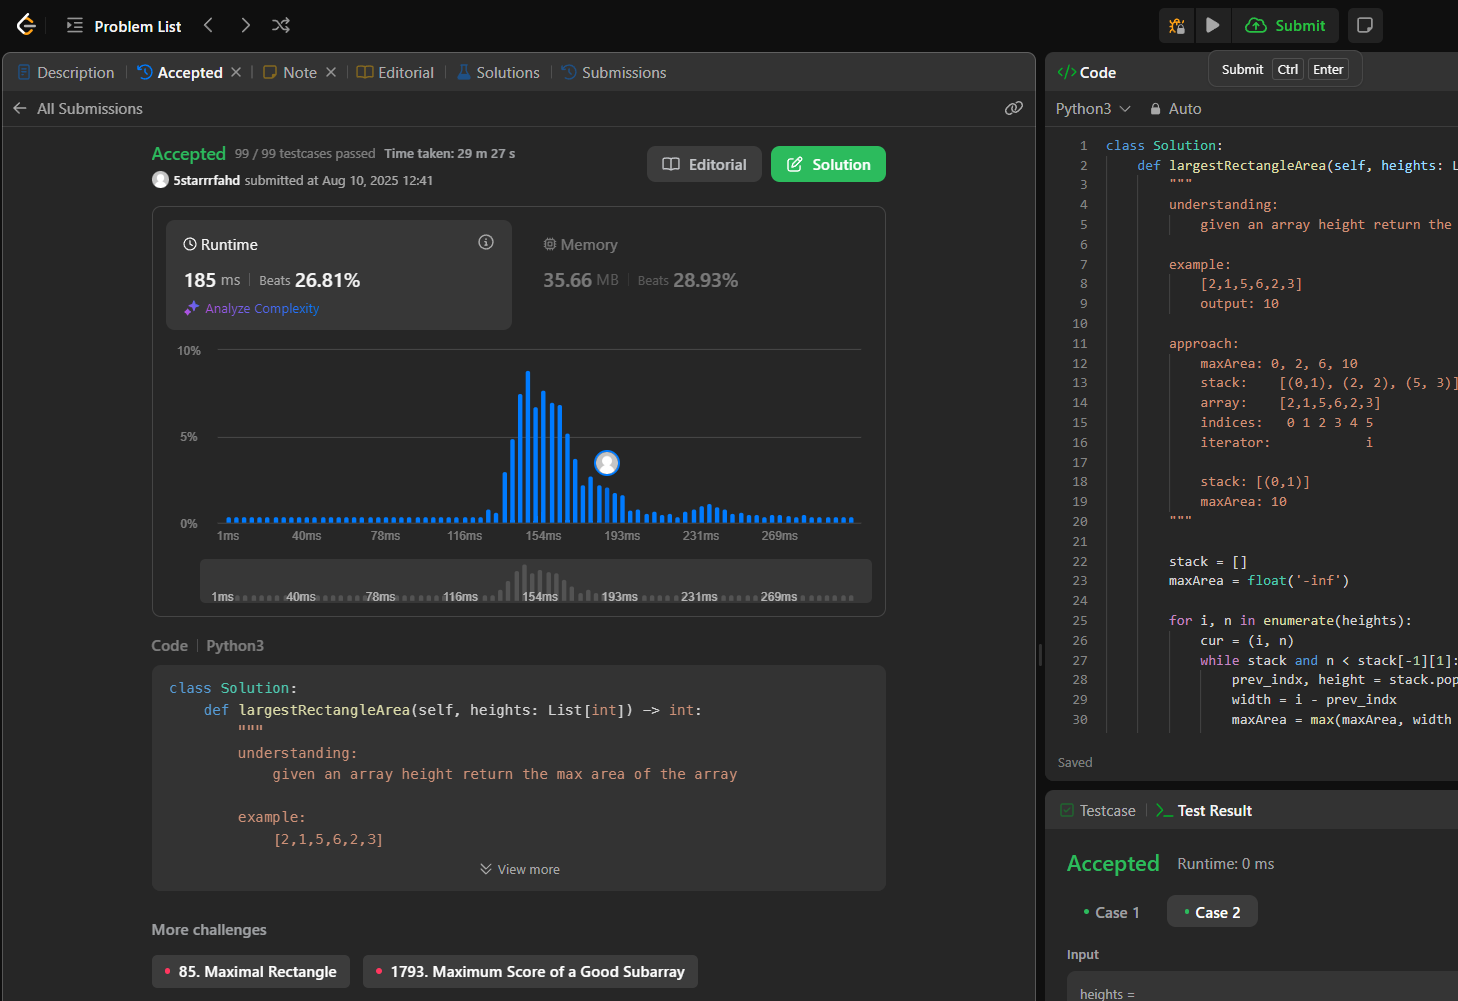 Problem List
Submit
Description
Accepted
Note
Editorial
Solutions
Submissions
All Submissions
Accepted 99 / 99 testcases passed Time taken: 29 m 27 s
5starrrfahd submitted at Aug 10, 2025 12:41
Editorial
Solution
Runtime
185 ms Beats 26.81%
Analyze Complexity
Memory
35.66 MB Beats 28.93%
10%
5%
0%
1ms 40ms 78ms 116ms 154ms 193ms 231ms 269ms
1ms 40ms 78ms 116ms 154ms 193ms 231ms 269ms
Code Python3
class Solution:
def largestRectangleArea(self, heights: List[int]) -> int:
"""
understanding:
given an array height return the max area of the array
example:
[2,1,5,6,2,3]
View more
More challenges
85. Maximal Rectangle
1793. Maximum Score of a Good Subarray
</> Code
Submit Ctrl Enter
Python3 Auto
1 class Solution:
2 def largestRectangleArea(self, heights: L
3 """
4 understanding:
5 given an array height return the
6
7 example:
8 [2,1,5,6,2,3]
9 output: 10
10
11 approach:
12 maxArea: 0, 2, 6, 10
13 stack: [(0,1), (2, 2), (5, 3)]
14 array: [2,1,5,6,2,3]
15 indices: 0 1 2 3 4 5
16 iterator: i
17
18 stack: [(0,1)]
19 maxArea: 10
20 """
21
22 stack = []
23 maxArea = float('-inf')
24
25 for i, n in enumerate(heights):
26 cur = (i, n)
27 while stack and n < stack[-1][1]:
28 prev_indx, height = stack.pop
29 width = i - prev_indx
30 maxArea = max(maxArea, width
Saved
Testcase
>_ Test Result
Accepted Runtime: 0 ms
Case 1
Case 2
Input
heights =